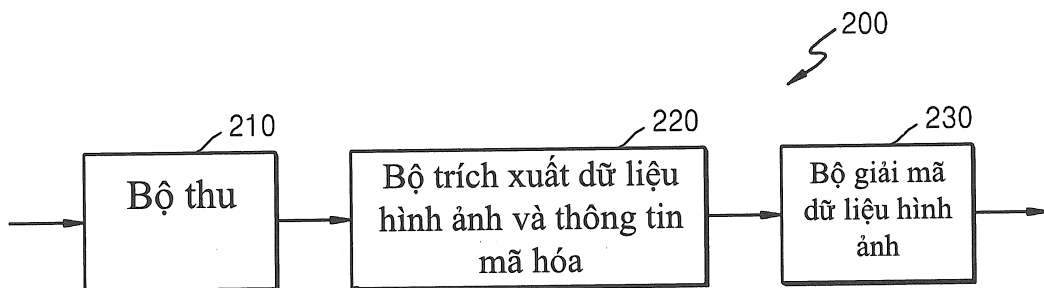 200
210
220
230
Bộ thu
Bộ trích xuất dữ liệu
hình ảnh và thông tin
mã hóa
Bộ giải mã
dữ liệu hình
ảnh